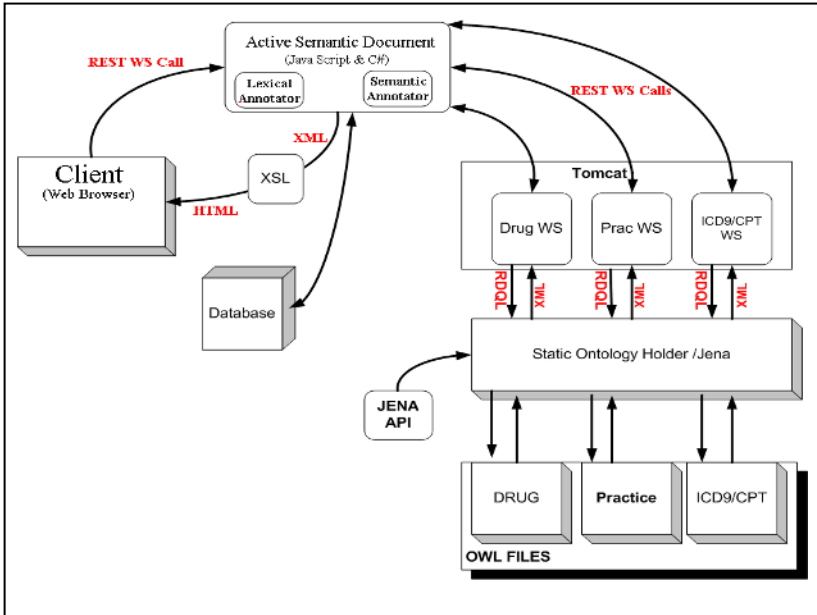 Active Semantic Document
(Java Script & C#)
Lexical
Annotator
Semantic
Annotator
REST WS Call
REST WS Calls
XML
XSL
HTML
Client
(Web Browser)
Database
Tomcat
Drug WS
Prac WS
ICD9/CPT
WS
RDQL
XML
RDQL
XML
RDQL
XML
Static Ontology Holder /Jena
JENA
API
DRUG
Practice
ICD9/CPT
OWL FILES